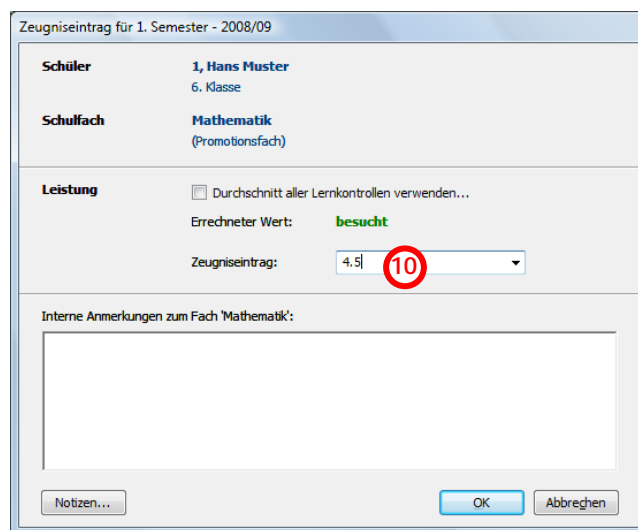 Zeugniseintrag für 1. Semester - 2008/09
Schüler 1, Hans Muster
6. Klasse
Schulfach Mathematik
(Promotionsfach)
Leistung Durchschnitt aller Lernkontrollen verwenden...
Errechneter Wert: besucht
Zeugniseintrag: 4.5 10
Interne Anmerkungen zum Fach 'Mathematik':
Notizen... OK Abbrechen